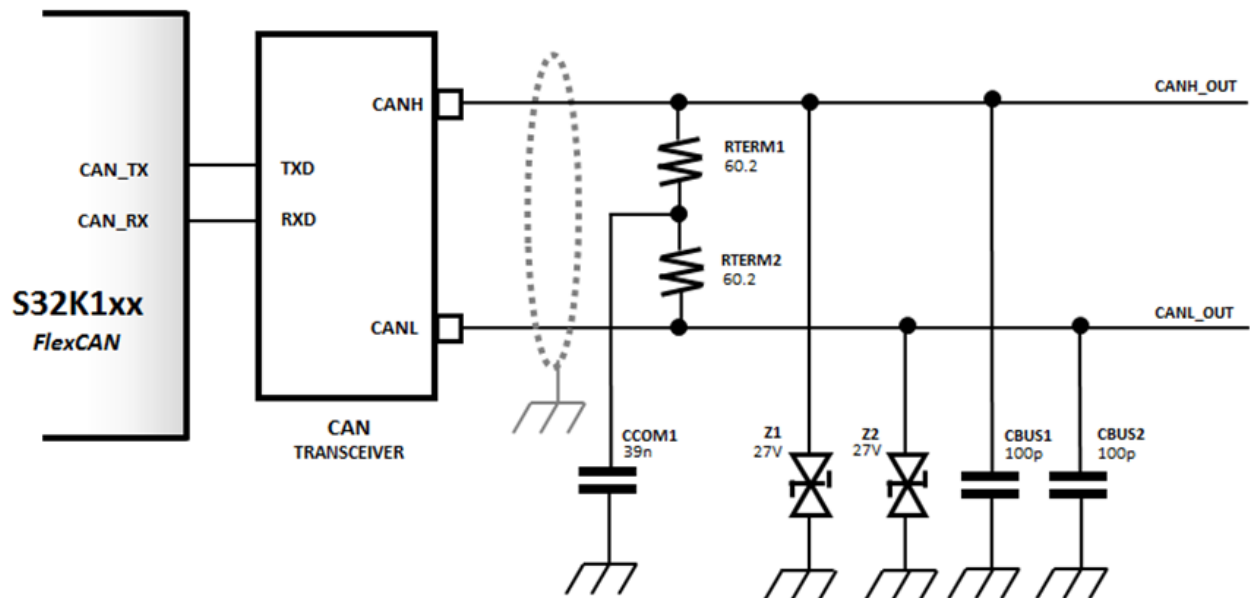 CANH_OUT
CANH
RTERM1
60.2
CAN_TX
TXD
CAN_RX
RXD
RTERM2
60.2
S32K1xx
FlexCAN
CANL
CANL_OUT
CAN
TRANSCEIVER
CCOM1
39n
Z1
27V
Z2
27V
CBUS1
100p
CBUS2
100p